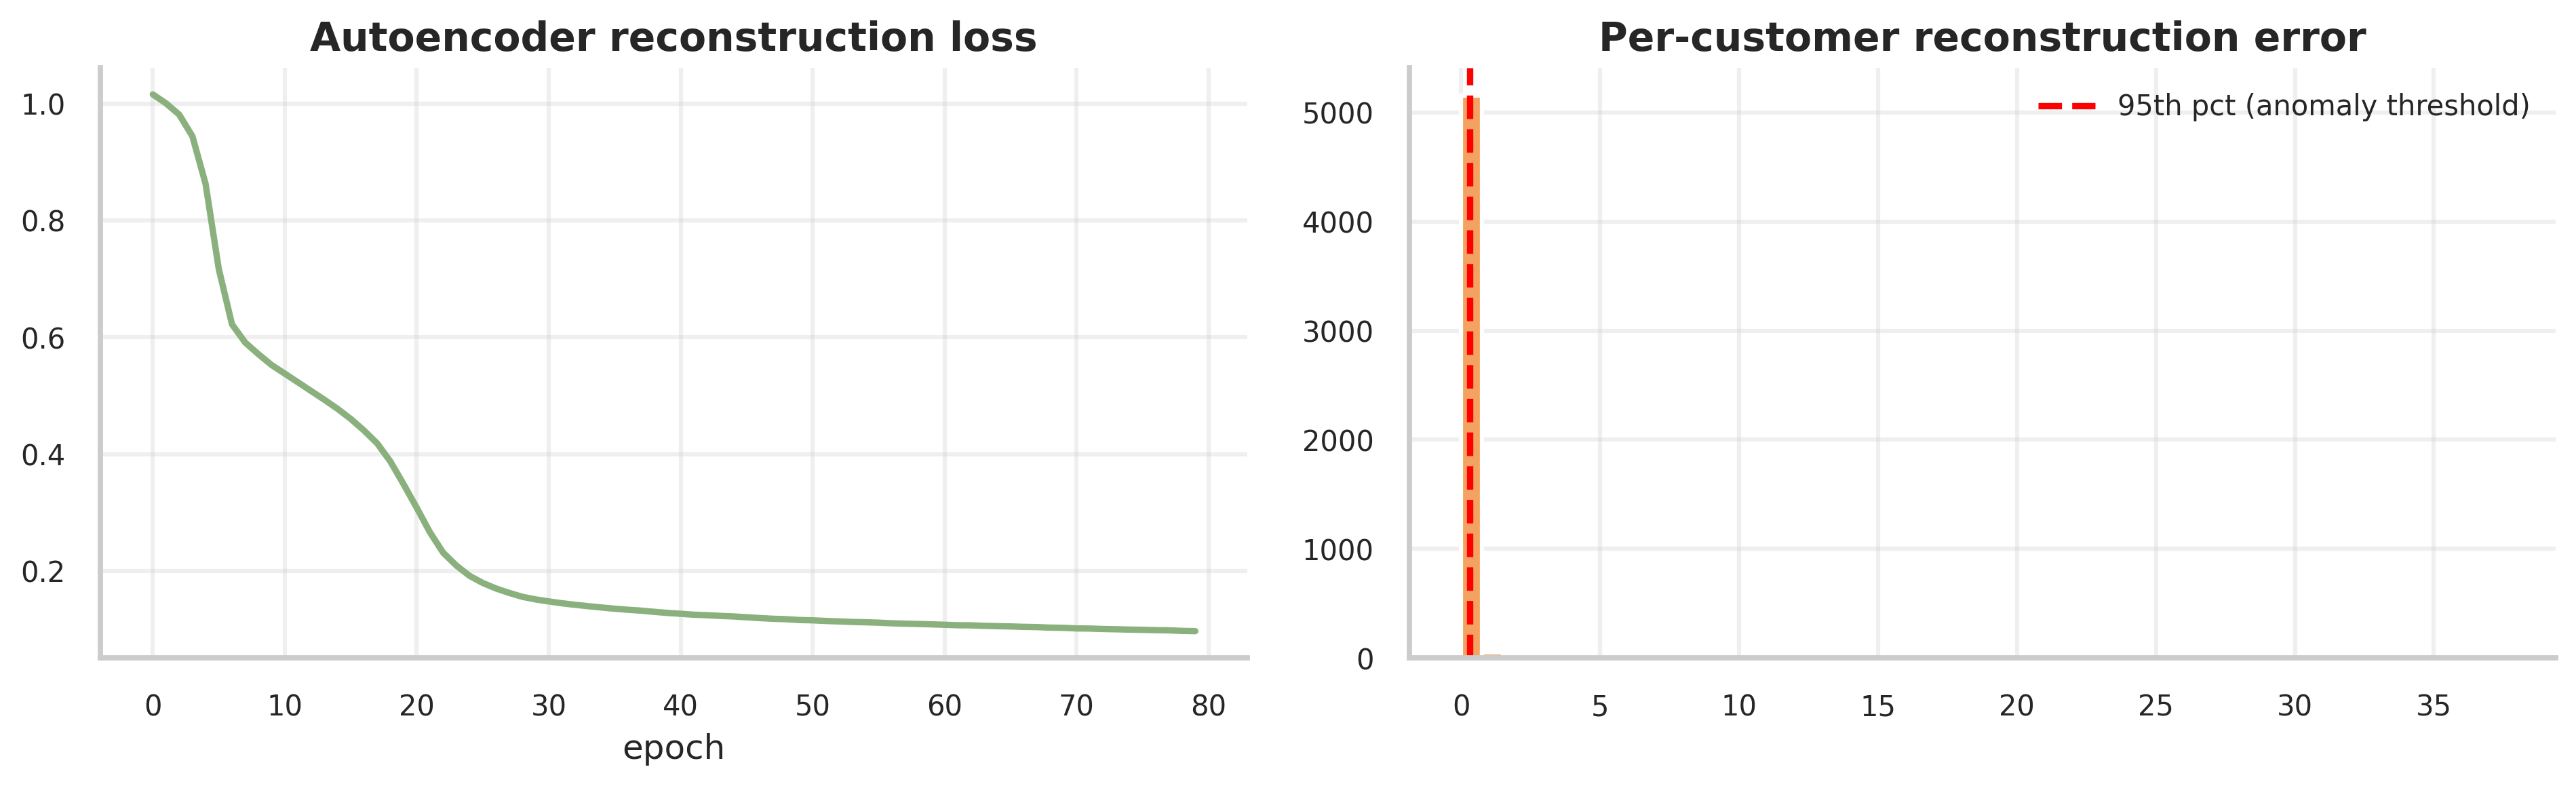 Autoencoder reconstruction loss
1.0
0.8
0.6
0.4
0.2
0 10 20 30 40 50 60 70 80
epoch
Per-customer reconstruction error
95th pct (anomaly threshold)
5000
4000
3000
2000
1000
0
0 5 10 15 20 25 30 35